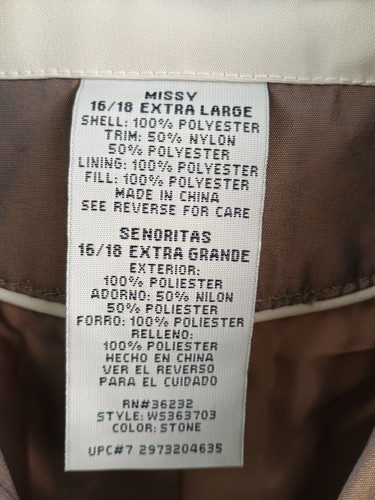 MISSY
16/18 EXTRA LARGE
SHELL: 100% POLYESTER
TRIM: 50% NYLON
50% POLYESTER
LINING: 100% POLYESTER
FILL: 100% POLYESTER
MADE IN CHINA
SEE REVERSE FOR CARE
SENORITAS
16/18 EXTRA GRANDE
EXTERIOR:
100% POLIESTER
ADORNO: 50% NILON
50% POLIESTER
FORRO: 100% POLIESTER
RELLENO:
100% POLIESTER
HECHO EN CHINA
VER EL REVERSO
PARA EL CUIDADO
RN#36232
STYLE: WS363703
COLOR: STONE
UPC#7 2973204635